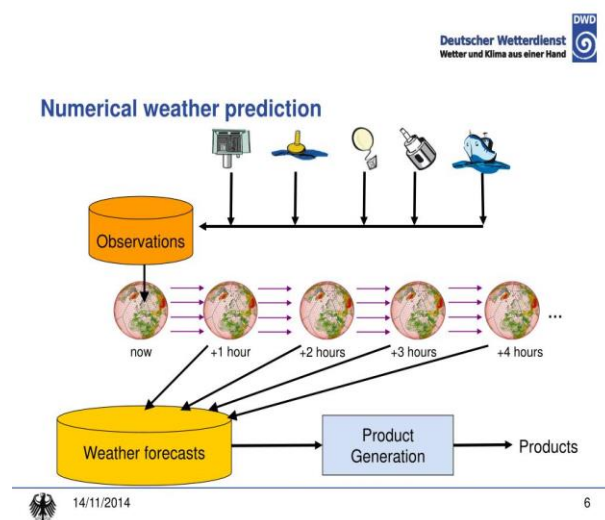 DWD
Deutscher Wetterdienst
Wetter und Klima aus einer Hand
Numerical weather prediction
Observations
now
+1 hour
+2 hours
+3 hours
+4 hours
...
Weather forecasts
Product
Generation
Products
14/11/2014
6